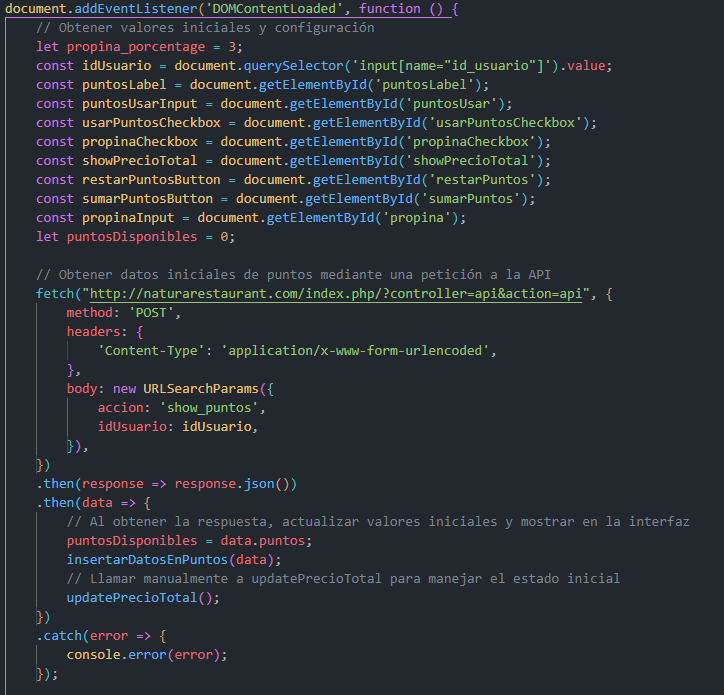 document.addEventListener('DOMContentLoaded', function () {
    // Obtener valores iniciales y configuración
    let propina_porcentage = 3;
    const idUsuario = document.querySelector('input[name="id_usuario"]').value;
    const puntosLabel = document.getElementById('puntosLabel');
    const puntosUsarInput = document.getElementById('puntosUsar');
    const usarPuntosCheckbox = document.getElementById('usarPuntosCheckbox');
    const propinaCheckbox = document.getElementById('propinaCheckbox');
    const showPrecioTotal = document.getElementById('showPrecioTotal');
    const restarPuntosButton = document.getElementById('restarPuntos');
    const sumarPuntosButton = document.getElementById('sumarPuntos');
    const propinaInput = document.getElementById('propina');
    let puntosDisponibles = 0;

    // Obtener datos iniciales de puntos mediante una petición a la API
    fetch("http://naturarestaurant.com/index.php/?controller=api&action=api", {
        method: 'POST',
        headers: {
            'Content-Type': 'application/x-www-form-urlencoded',
        },
        body: new URLSearchParams({
            accion: 'show_puntos',
            idUsuario: idUsuario,
        }),
    })
    .then(response => response.json())
    .then(data => {
        // Al obtener la respuesta, actualizar valores iniciales y mostrar en la interfaz
        puntosDisponibles = data.puntos;
        insertarDatosEnPuntos(data);
        // Llamar manualmente a updatePrecioTotal para manejar el estado inicial
        updatePrecioTotal();
    })
    .catch(error => {
        console.error(error);
    });